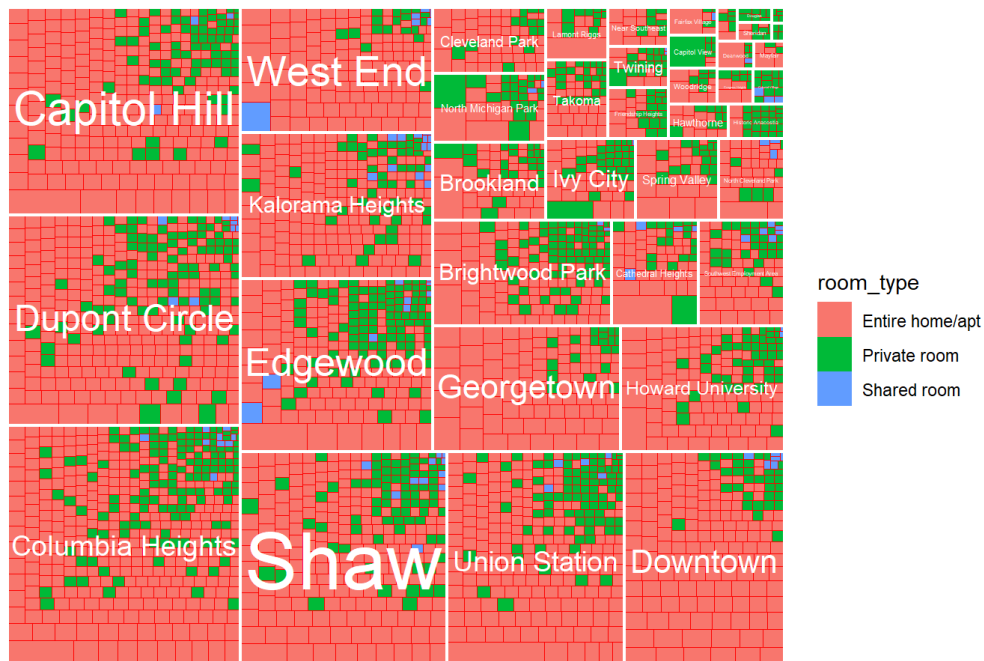 Capitol Hill
West End
Cleveland Park
Lamont Riggs
Near Southeast
Fairfax Village
Sheridan
Capitol View
Twining
North Michigan Park
Takoma
Woodridge
Friendship Heights
Hawthorne
Historic Anacostia
Kalorama Heights
Brookland
Ivy City
Spring Valley
North Cleveland Park
Dupont Circle
Edgewood
Brightwood Park
Cathedral Heights
Southwest Employment Area
Georgetown
Howard University
Columbia Heights
Shaw
Union Station
Downtown
room_type
Entire home/apt
Private room
Shared room